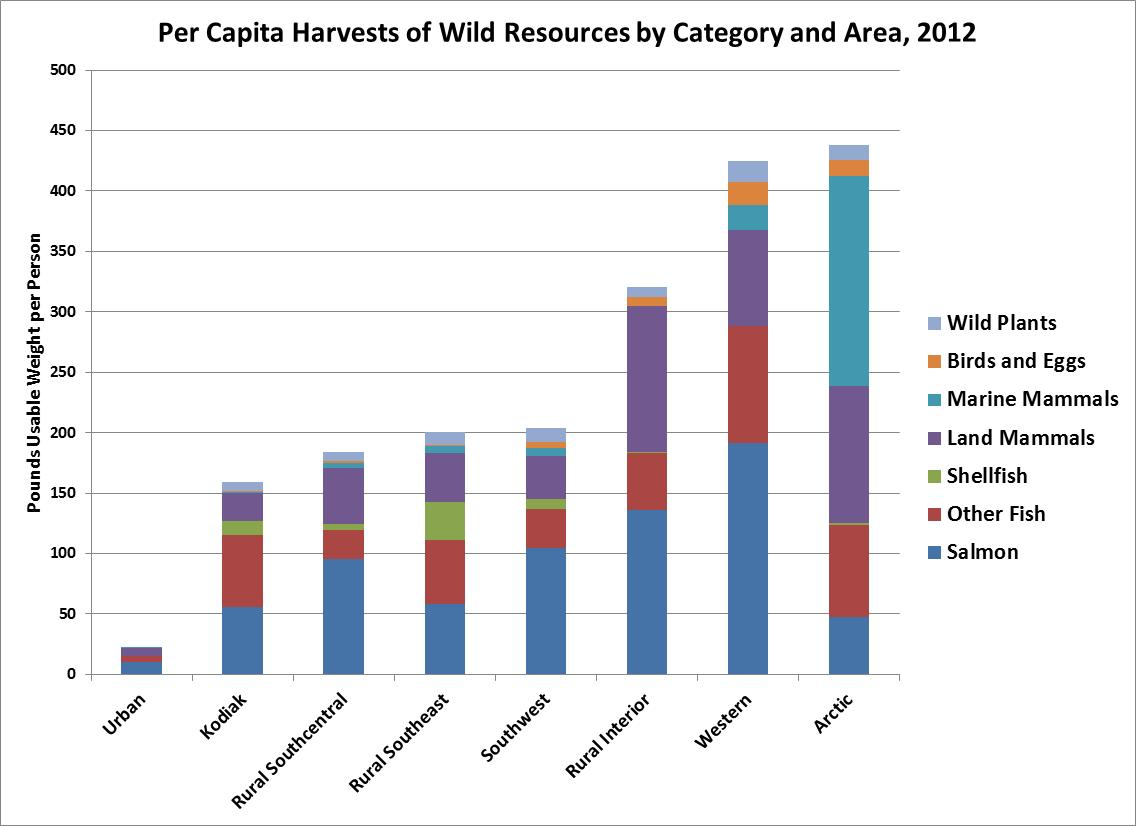 Per Capita Harvests of Wild Resources by Category and Area, 2012
500
450
400
350
300
250
200
150
100
50
0
Pounds Usable Weight per Person
Urban
Kodiak
Rural Southcentral
Rural Southeast
Southwest
Rural Interior
Western
Arctic
Wild Plants
Birds and Eggs
Marine Mammals
Land Mammals
Shellfish
Other Fish
Salmon